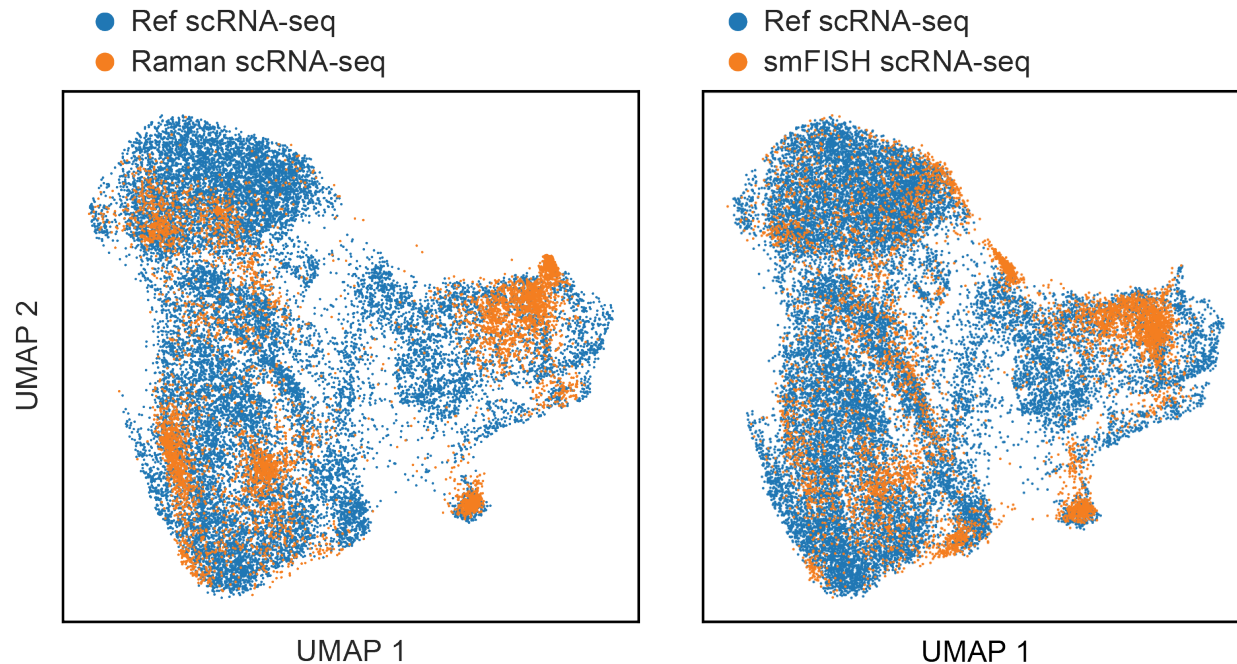 Ref scRNA-seq
Raman scRNA-seq
Ref scRNA-seq
smFISH scRNA-seq
UMAP 2
UMAP 1
UMAP 1